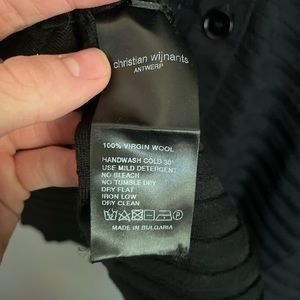 christian wijnants
ANTWERP
100% VIRGIN WOOL
HANDWASH COLD 30°
USE MILD DETERGENT
NO BLEACH
NO TUMBLE DRY
DRY FLAT
IRON LOW
DRY CLEAN
MADE IN BULGARIA